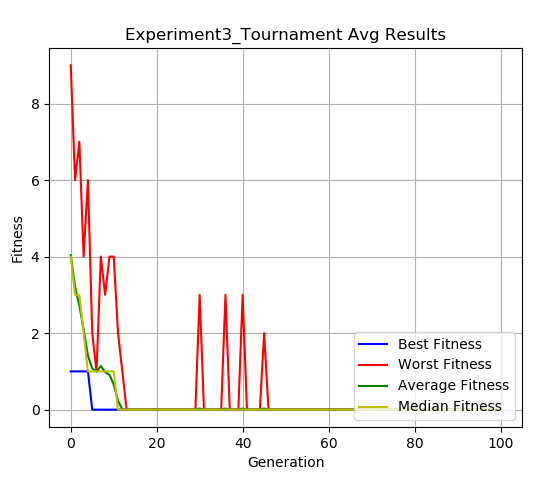 Experiment3_Tournament Avg Results
Fitness
8
6
4
2
0
0 20 40 60 80 100
Generation
Best Fitness
Worst Fitness
Average Fitness
Median Fitness